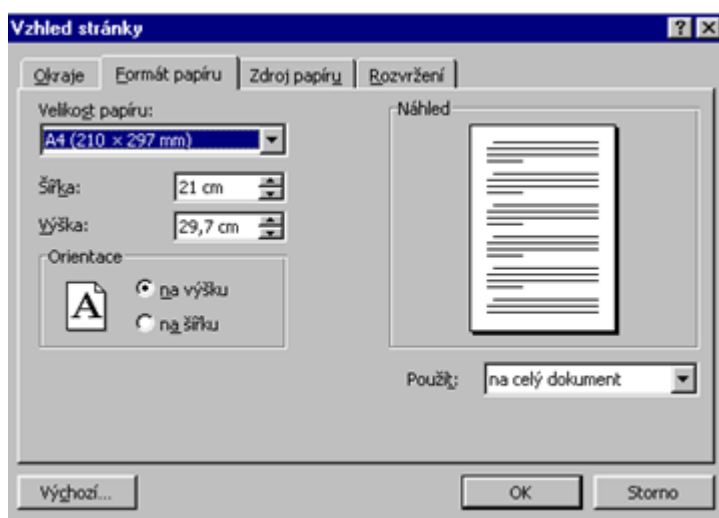 Vzhled stránky
Okraje Formát papíru Zdroj papíru Rozvržení
Velikost papíru:
A4 (210 × 297 mm)
Šířka: 21 cm
Výška: 29,7 cm
Orientace
A
na výšku
na šířku
Náhled
Použít: na celý dokument
Výchozí... OK Storno